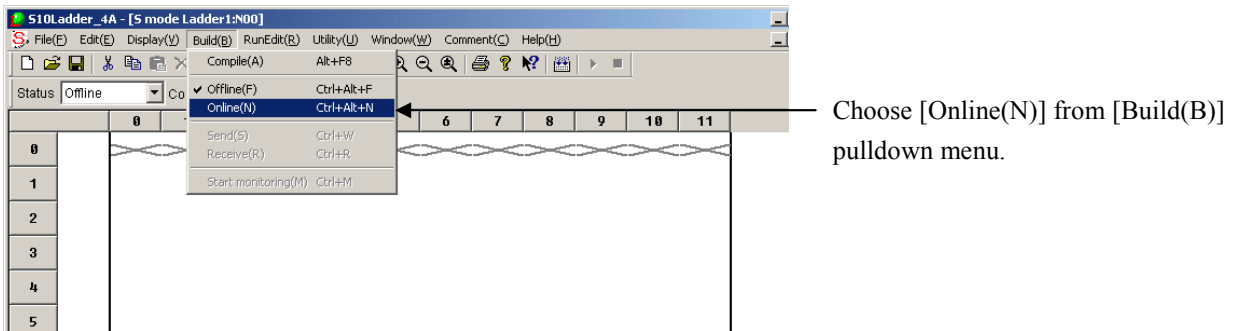 S10Ladder_4A - [S mode Ladder1:N00]
File(F) Edit(E) Display(V) Build(B) RunEdit(R) Utility(U) Window(W) Comment(C) Help(H)
Compile(A) Alt+F8
Status Offline Co
Offline(F) Ctrl+Alt+F
Online(N) Ctrl+Alt+N
Send(S) Ctrl+W
Receive(R) Ctrl+R
Start monitoring(M) Ctrl+M
0 6 7 8 9 10 11
0
1
2
3
4
5
Choose [Online(N)] from [Build(B)]
pulldown menu.